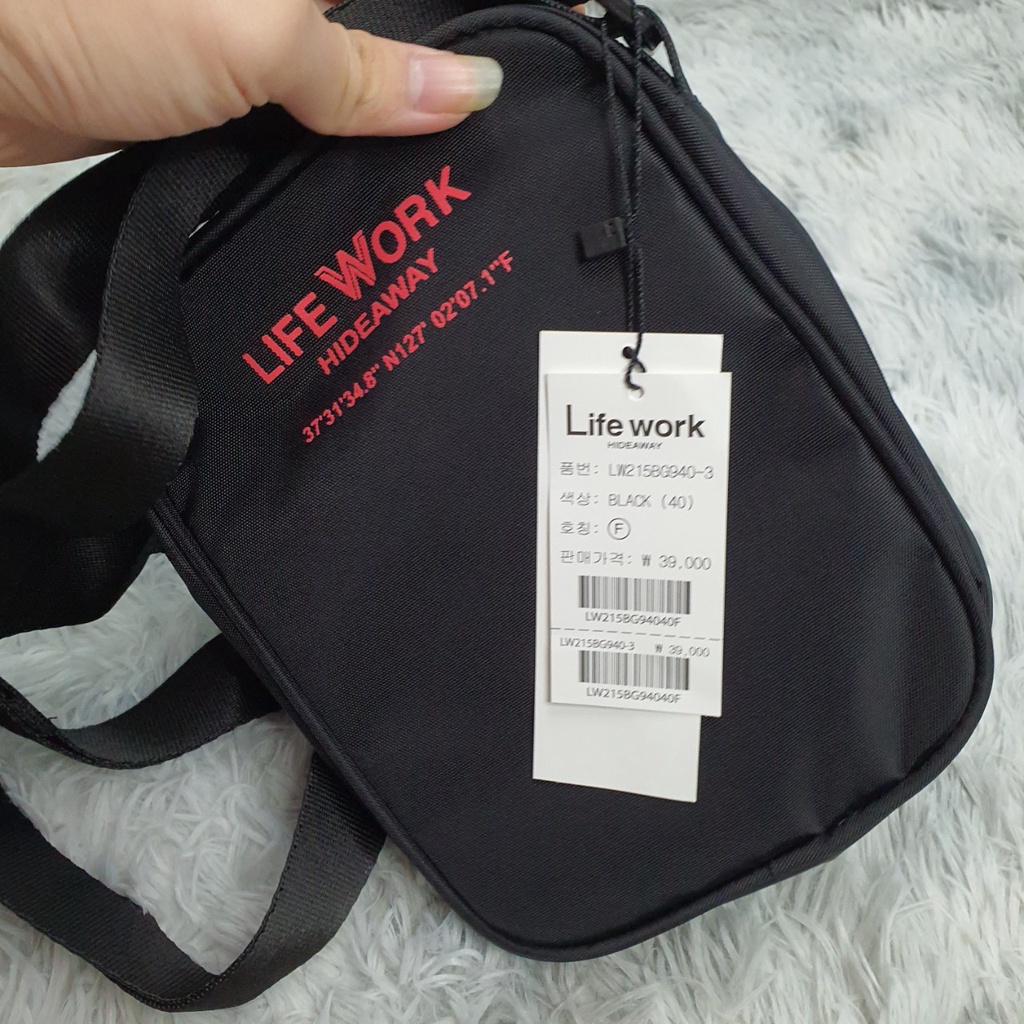 LIFE WORK
HIDEAWAY
37'31'34.8" N127' 02'07.1"F
Life work
HIDEAWAY
품번: LW215BG940-3
색상: BLACK (40)
호칭: Ⓕ
판매가격: ₩ 39,000
LW215BG94040F
LW215BG940-3 ₩ 39,000
LW215BG94040F